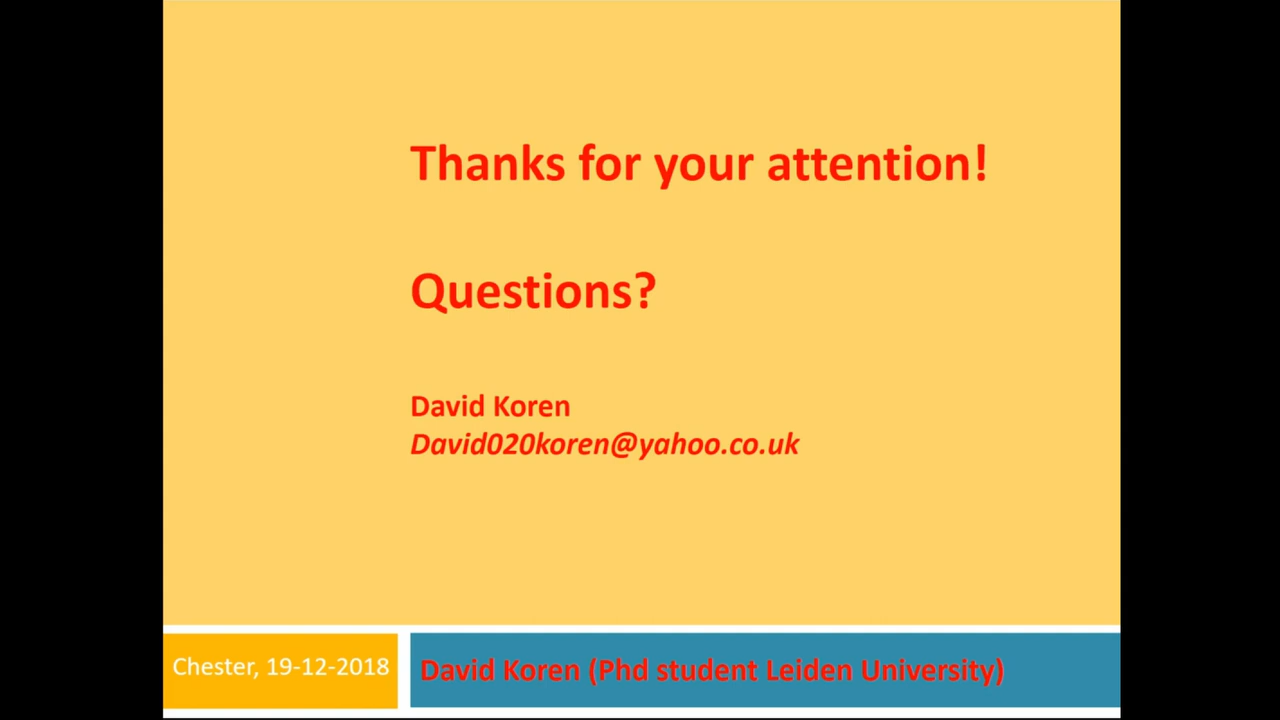 Thanks for your attention!
Questions?
David Koren
David020koren@yahoo.co.uk
Chester, 19-12-2018
David Koren (Phd student Leiden University)